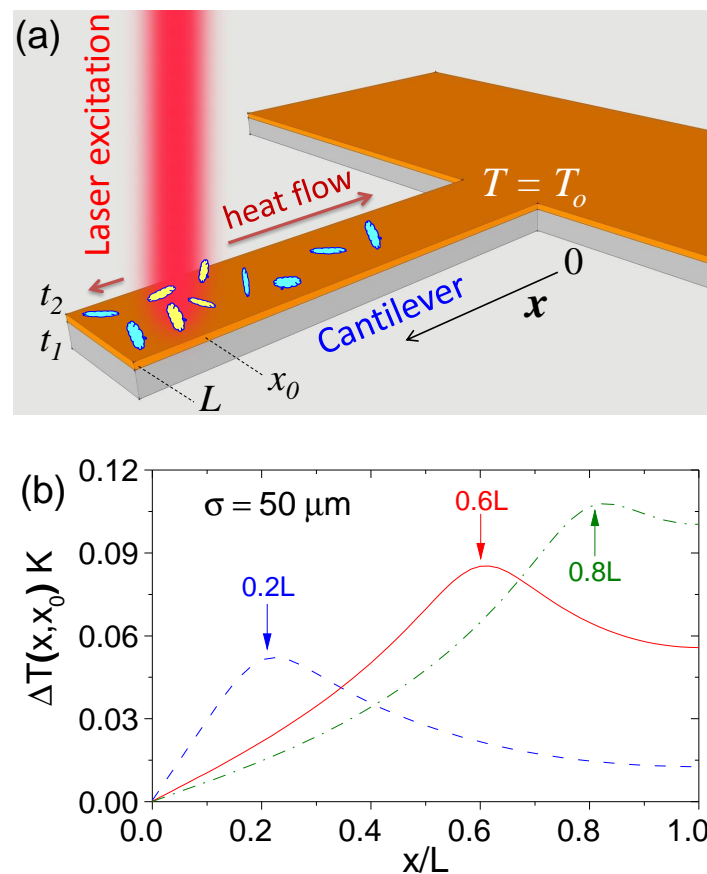 (a)
Laser excitation
heat flow
T = Tₒ
0
x
Cantilever
t₂
t₁
L
x₀
(b)
σ = 50 μm
0.2L
0.6L
0.8L
ΔT(x,x₀) K
0.12
0.09
0.06
0.03
0.00
0.0 0.2 0.4 0.6 0.8 1.0
x/L